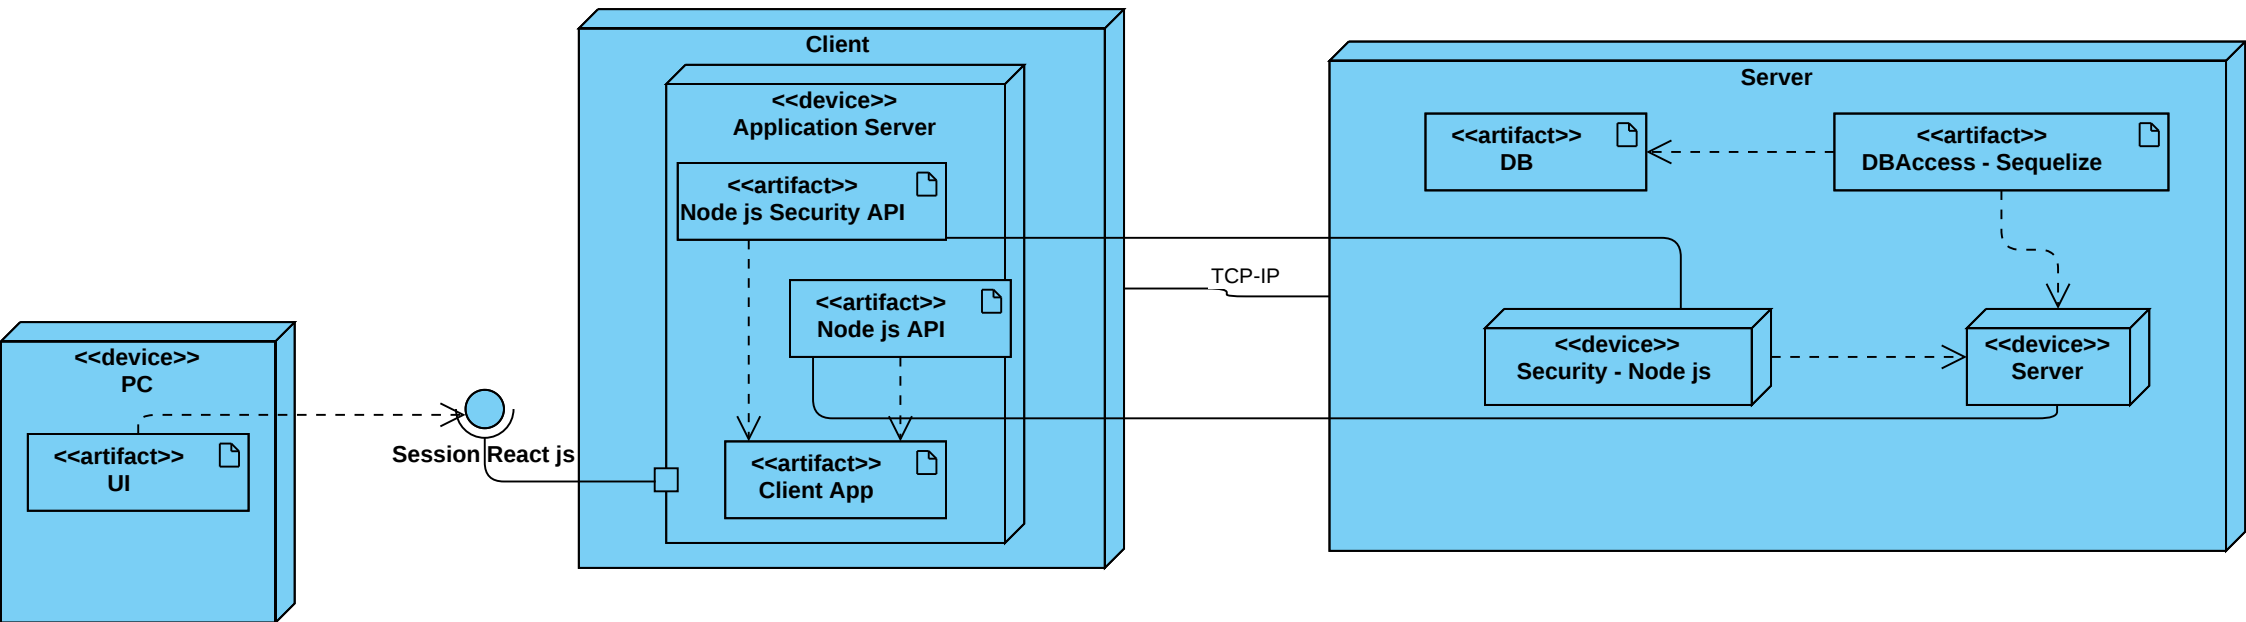 Client
<<device>>
Application Server
<<artifact>>
Node js Security API
<<artifact>>
Node js API
<<artifact>>
Client App
<<device>>
PC
<<artifact>>
UI
Session React js
TCP-IP
Server
<<artifact>>
DB
<<artifact>>
DBAccess - Sequelize
<<device>>
Security - Node js
<<device>>
Server